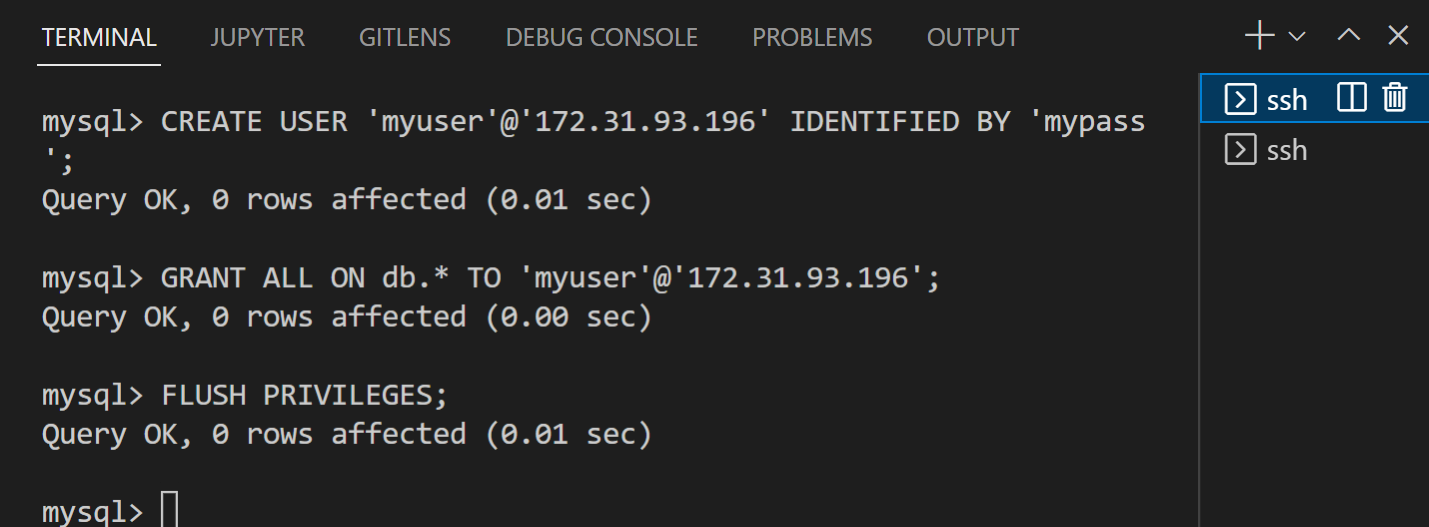 TERMINAL JUPYTER GITLENS DEBUG CONSOLE PROBLEMS OUTPUT
mysql> CREATE USER 'myuser'@'172.31.93.196' IDENTIFIED BY 'mypass
';
Query OK, 0 rows affected (0.01 sec)
mysql> GRANT ALL ON db.* TO 'myuser'@'172.31.93.196';
Query OK, 0 rows affected (0.00 sec)
mysql> FLUSH PRIVILEGES;
Query OK, 0 rows affected (0.01 sec)
mysql>
ssh
ssh